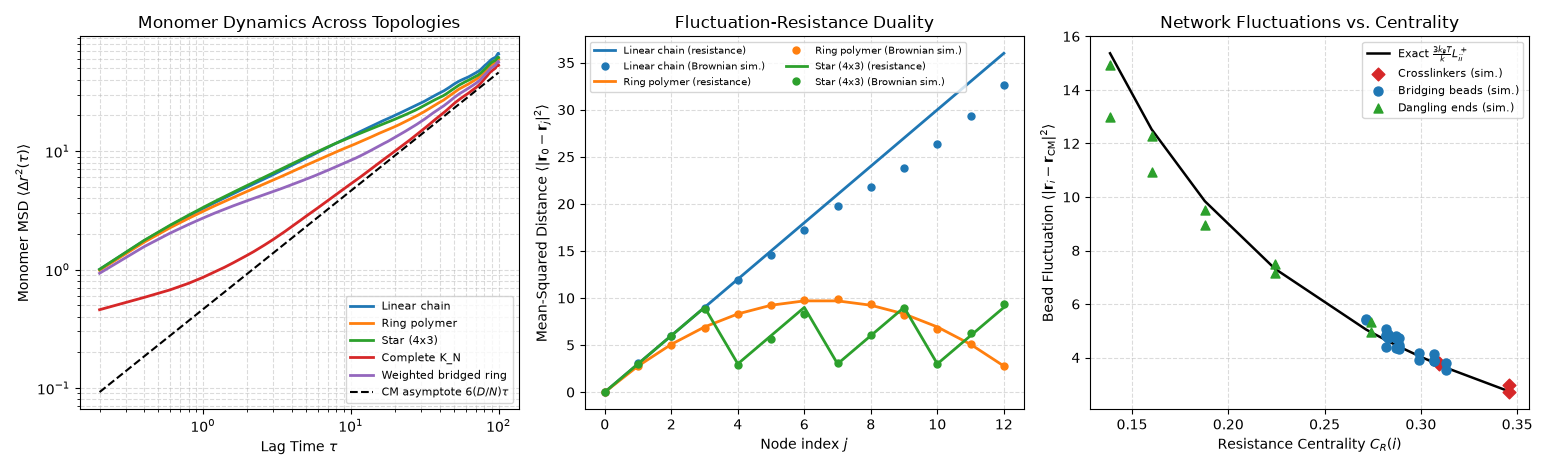 Monomer Dynamics Across Topologies
Monomer MSD ⟨Δr²(τ)⟩
10¹
10⁰
10⁻¹
Linear chain
Ring polymer
Star (4x3)
Complete K_N
Weighted bridged ring
CM asymptote 6(D/N)τ
10⁰ 10¹ 10²
Lag Time τ
Fluctuation-Resistance Duality
Mean-Squared Distance ⟨|r₀ − rⱼ|²⟩
35
30
25
20
15
10
5
0
Linear chain (resistance)
Linear chain (Brownian sim.)
Ring polymer (resistance)
Ring polymer (Brownian sim.)
Star (4x3) (resistance)
Star (4x3) (Brownian sim.)
0 2 4 6 8 10 12
Node index j
Network Fluctuations vs. Centrality
Bead Fluctuation ⟨|rᵢ − r_CM|²⟩
16
14
12
10
8
6
4
Exact 3k_BT/k L⁺ᵢᵢ
Crosslinkers (sim.)
Bridging beads (sim.)
Dangling ends (sim.)
0.15 0.20 0.25 0.30 0.35
Resistance Centrality C_R(i)